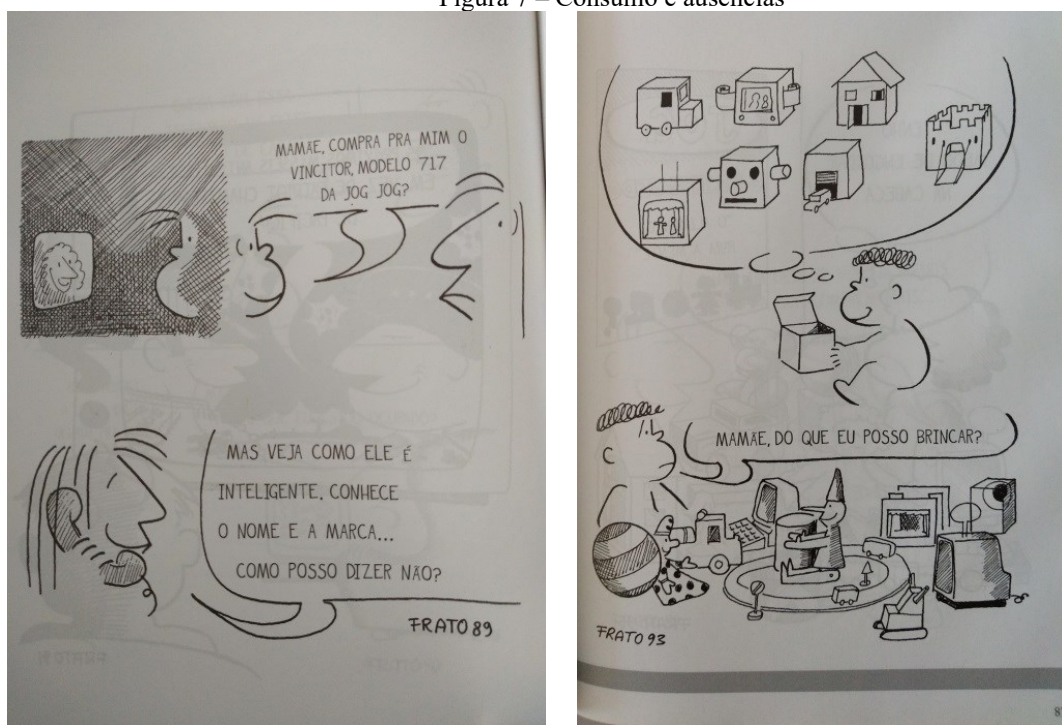 Figura 7 – Consumo e ausências
MAMÃE, COMPRA PRA MIM O
VINCITOR, MODELO 717
DA JOG JOG?
MAS VEJA COMO ELE É
INTELIGENTE, CONHECE
O NOME E A MARCA...
COMO POSSO DIZER NÃO?
FRATO 89
MAMÃE, DO QUE EU POSSO BRINCAR?
FRATO 93